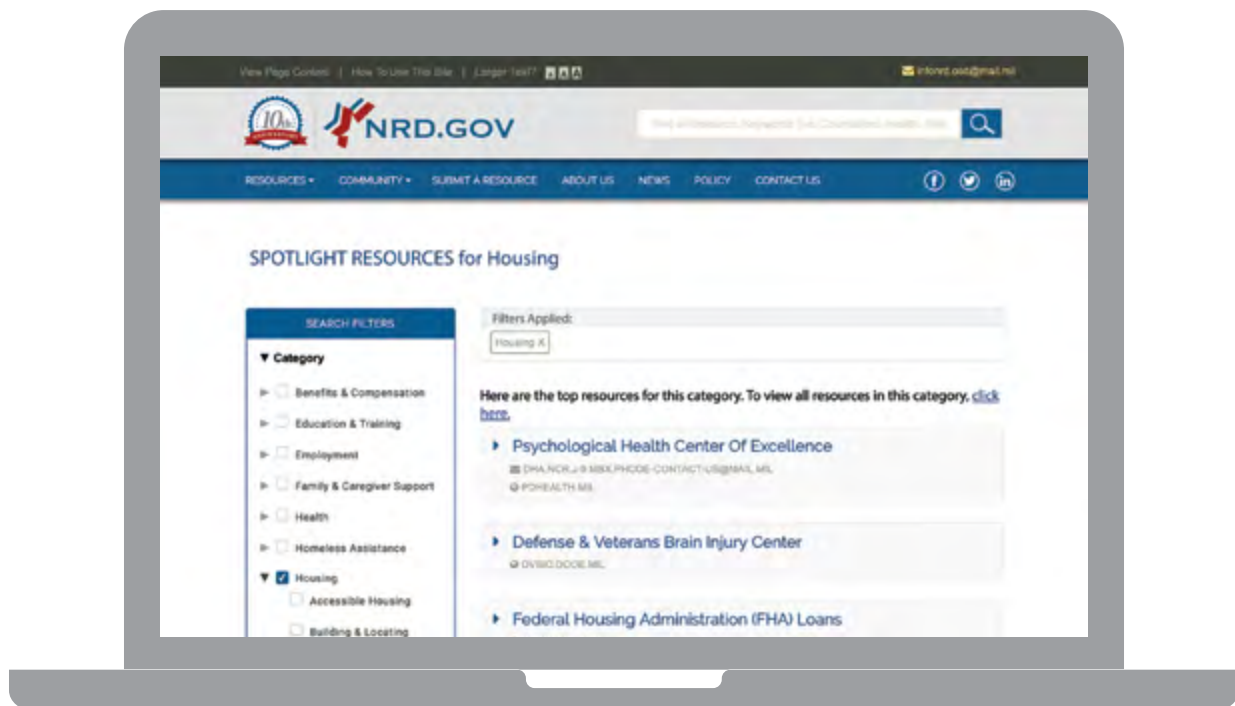 View Page Content | How To Use This Site | Larger Text? A A A
10th
ANNIVERSARY
NRD.GOV
RESOURCES COMMUNITY SUBMIT A RESOURCE ABOUT US NEWS POLICY CONTACT US
SPOTLIGHT RESOURCES for Housing
SEARCH FILTERS
Category
Benefits & Compensation
Education & Training
Employment
Family & Caregiver Support
Health
Homeless Assistance
Housing
Accessible Housing
Building & Locating
Filters Applied:
Housing X
Here are the top resources for this category. To view all resources in this category, click
here.
Psychological Health Center Of Excellence
PDHEALTH.MIL
Defense & Veterans Brain Injury Center
Federal Housing Administration (FHA) Loans